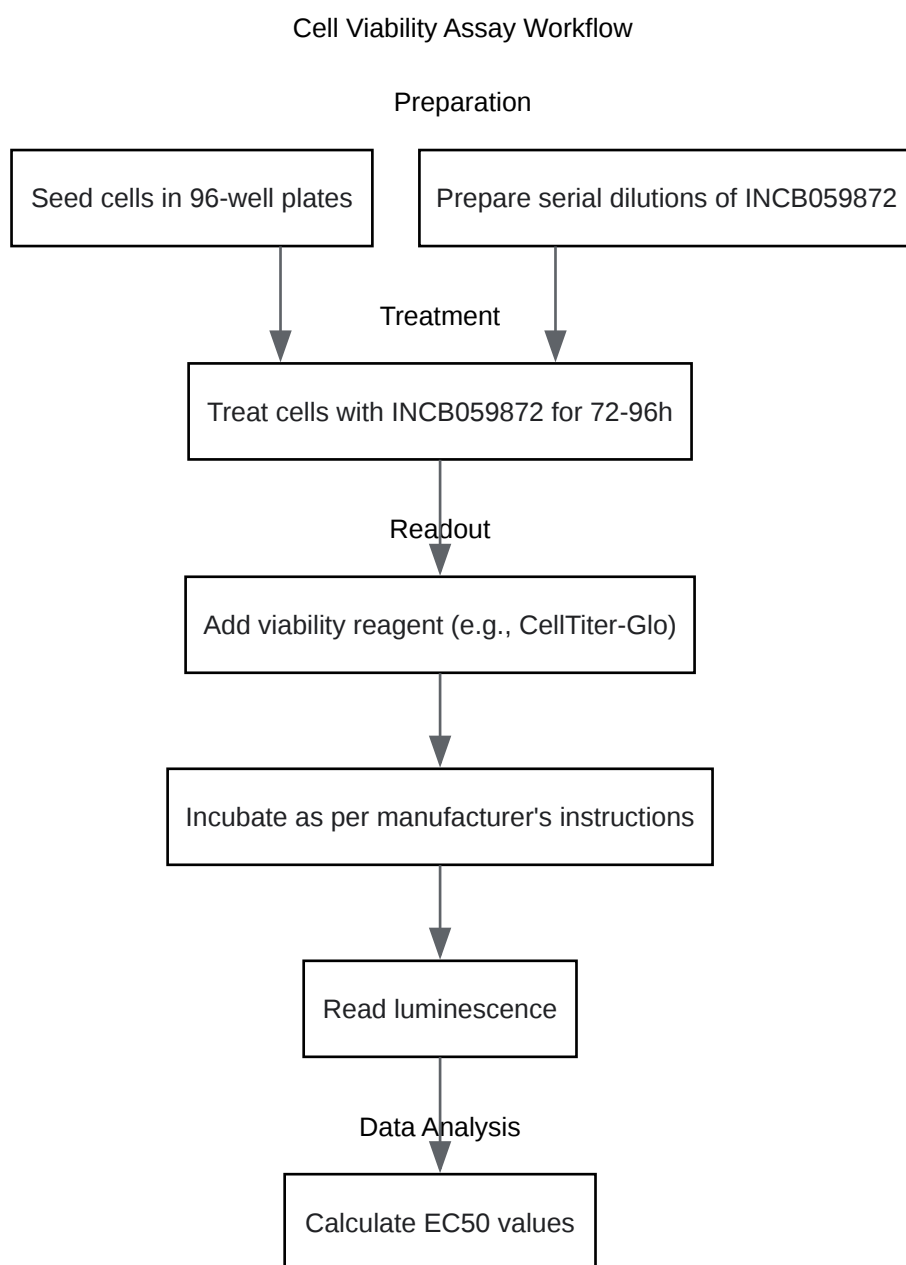 Cell Viability Assay Workflow
Preparation
Seed cells in 96-well plates
Prepare serial dilutions of INCB059872
Treatment
Treat cells with INCB059872 for 72-96h
Readout
Add viability reagent (e.g., CellTiter-Glo)
Incubate as per manufacturer's instructions
Read luminescence
Data Analysis
Calculate EC50 values